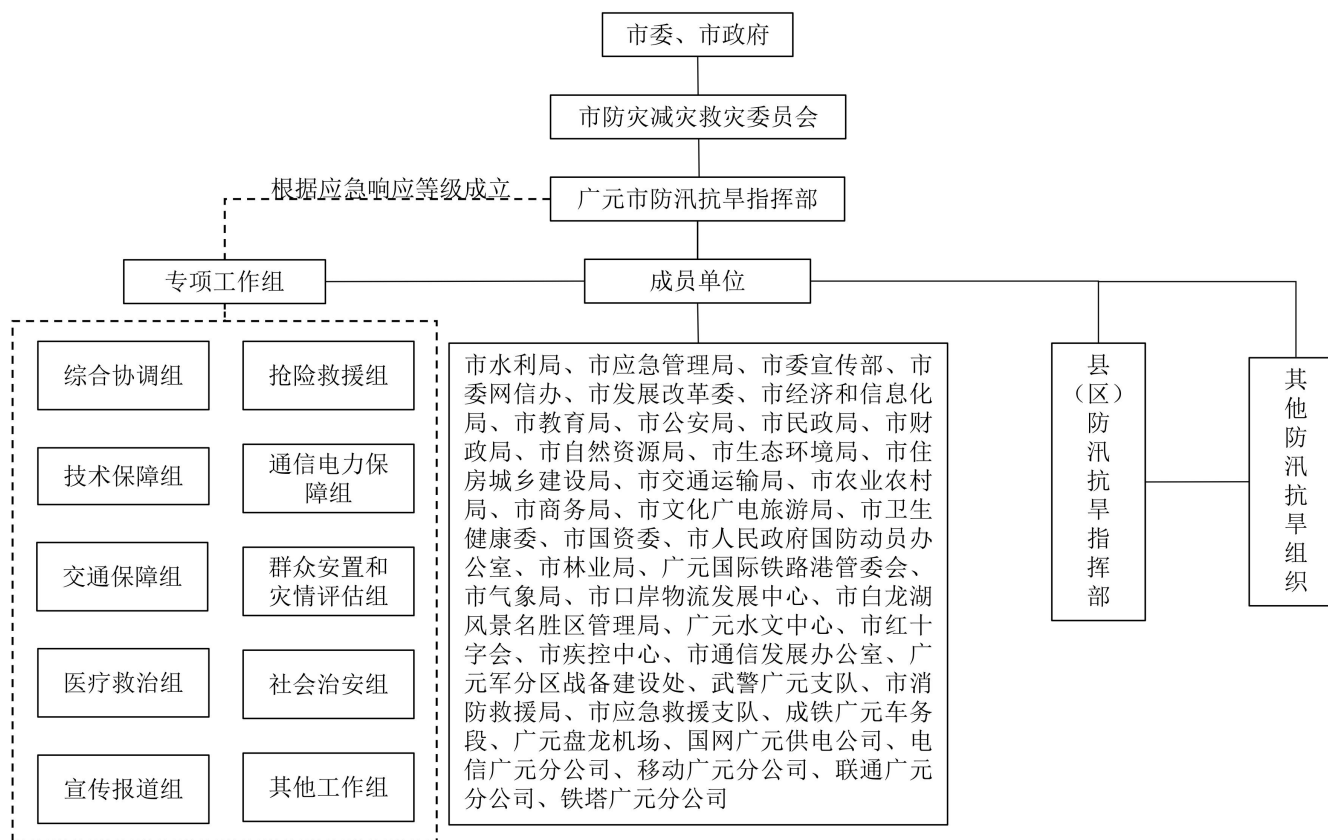 市委、市政府
市防灾减灾救灾委员会
根据应急响应等级成立
广元市防汛抗旱指挥部
专项工作组
成员单位
综合协调组
抢险救援组
技术保障组
通信电力保
障组
交通保障组
群众安置和
灾情评估组
医疗救治组
社会治安组
宣传报道组
其他工作组
市水利局、市应急管理局、市委宣传部、市
委网信办、市发展改革委、市经济和信息化
局、市教育局、市公安局、市民政局、市财
政局、市自然资源局、市生态环境局、市住
房城乡建设局、市交通运输局、市农业农村
局、市商务局、市文化广电旅游局、市卫生
健康委、市国资委、市人民政府国防动员办
公室、市林业局、广元国际铁路港管委会、
市气象局、市口岸物流发展中心、市白龙湖
风景名胜区管理局、广元水文中心、市红十
字会、市疾控中心、市通信发展办公室、广
元军分区战备建设处、武警广元支队、市消
防救援局、市应急救援支队、成铁广元车务
段、广元盘龙机场、国网广元供电公司、电
信广元分公司、移动广元分公司、联通广元
分公司、铁塔广元分公司
县（区）防汛抗旱指挥部
其他防汛抗旱组织